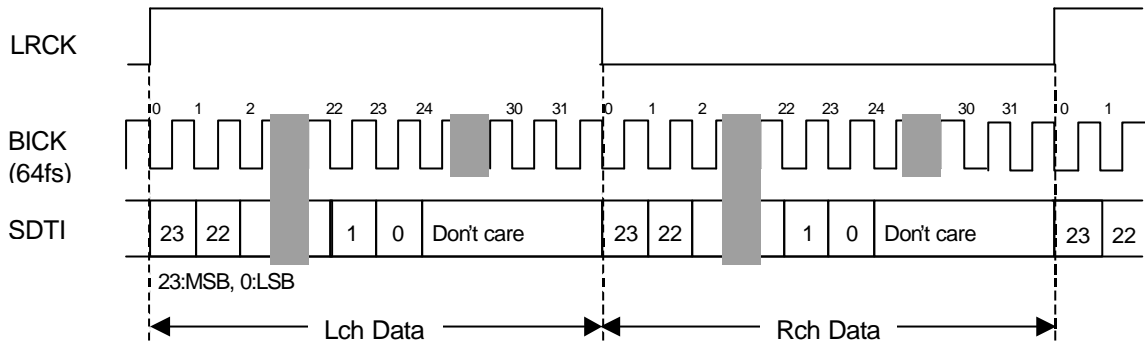 LRCK
0 1 2 22 23 24 30 31 0 1 2 22 23 24 30 31 0 1
BICK
(64fs)
SDTI 23 22 1 0 Don't care 23 22 1 0 Don't care 23 22
23:MSB, 0:LSB
Lch Data Rch Data